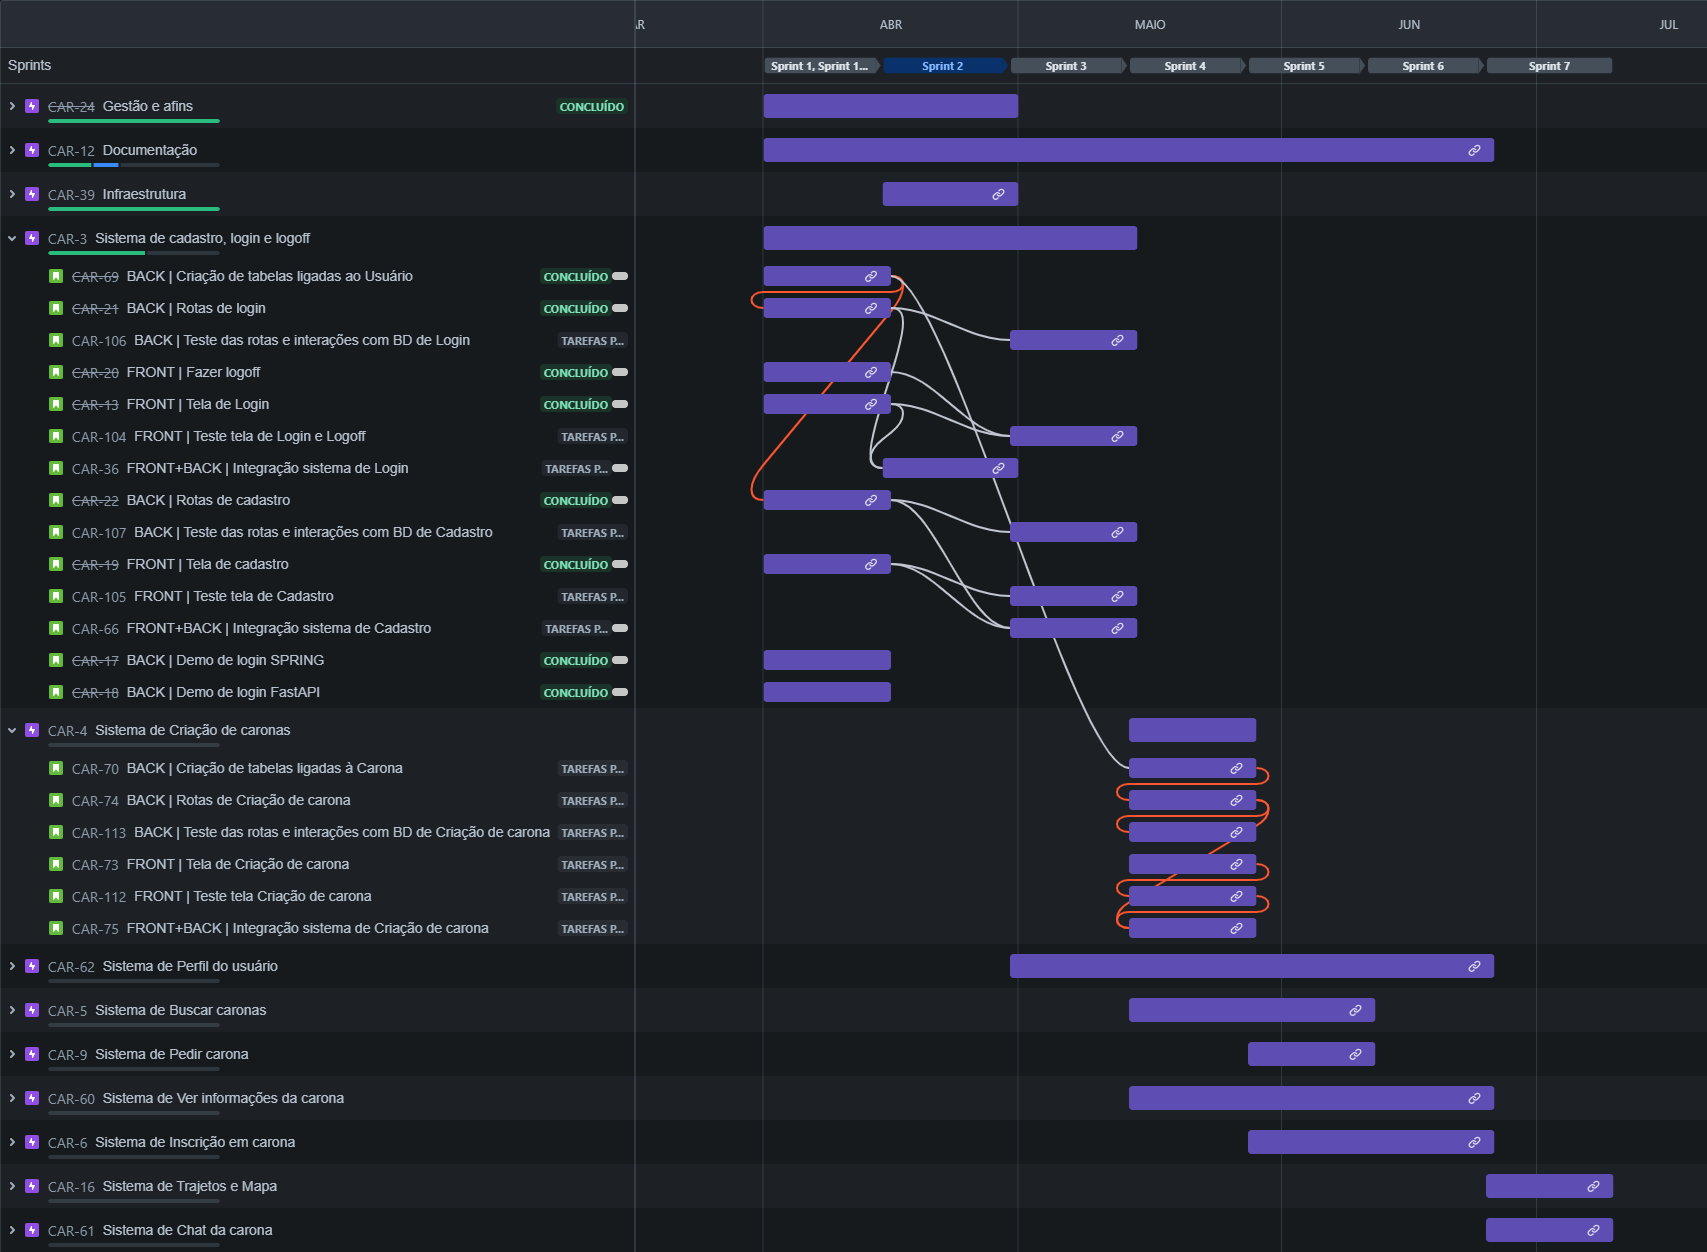 AR ABR MAIO JUN JUL
Sprints Sprint 1, Sprint 1... Sprint 2 Sprint 3 Sprint 4 Sprint 5 Sprint 6 Sprint 7
CAR-24 Gestão e afins CONCLUÍDO
CAR-12 Documentação
CAR-39 Infraestrutura
CAR-3 Sistema de cadastro, login e logoff
CAR-69 BACK | Criação de tabelas ligadas ao Usuário CONCLUÍDO
CAR-21 BACK | Rotas de login CONCLUÍDO
CAR-106 BACK | Teste das rotas e interações com BD de Login TAREFAS P...
CAR-20 FRONT | Fazer logoff CONCLUÍDO
CAR-13 FRONT | Tela de Login CONCLUÍDO
CAR-104 FRONT | Teste tela de Login e Logoff TAREFAS P...
CAR-36 FRONT+BACK | Integração sistema de Login TAREFAS P...
CAR-22 BACK | Rotas de cadastro CONCLUÍDO
CAR-107 BACK | Teste das rotas e interações com BD de Cadastro TAREFAS P...
CAR-19 FRONT | Tela de cadastro CONCLUÍDO
CAR-105 FRONT | Teste tela de Cadastro TAREFAS P...
CAR-66 FRONT+BACK | Integração sistema de Cadastro TAREFAS P...
CAR-17 BACK | Demo de login SPRING CONCLUÍDO
CAR-18 BACK | Demo de login FastAPI CONCLUÍDO
CAR-4 Sistema de Criação de caronas
CAR-70 BACK | Criação de tabelas ligadas à Carona TAREFAS P...
CAR-74 BACK | Rotas de Criação de carona TAREFAS P...
CAR-113 BACK | Teste das rotas e interações com BD de Criação de carona TAREFAS P...
CAR-73 FRONT | Tela de Criação de carona TAREFAS P...
CAR-112 FRONT | Teste tela Criação de carona TAREFAS P...
CAR-75 FRONT+BACK | Integração sistema de Criação de carona TAREFAS P...
CAR-62 Sistema de Perfil do usuário
CAR-5 Sistema de Buscar caronas
CAR-9 Sistema de Pedir carona
CAR-60 Sistema de Ver informações da carona
CAR-6 Sistema de Inscrição em carona
CAR-16 Sistema de Trajetos e Mapa
CAR-61 Sistema de Chat da carona